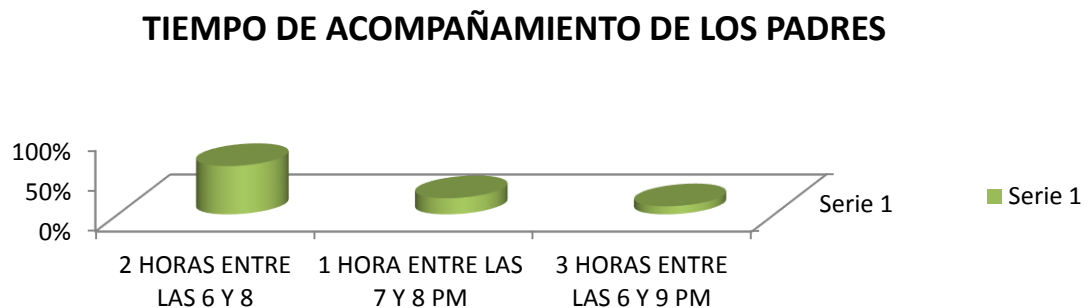 TIEMPO DE ACOMPAÑAMIENTO DE LOS PADRES
100%
50%
0%
2 HORAS ENTRE
LAS 6 Y 8
1 HORA ENTRE LAS
7 Y 8 PM
3 HORAS ENTRE
LAS 6 Y 9 PM
Serie 1
Serie 1